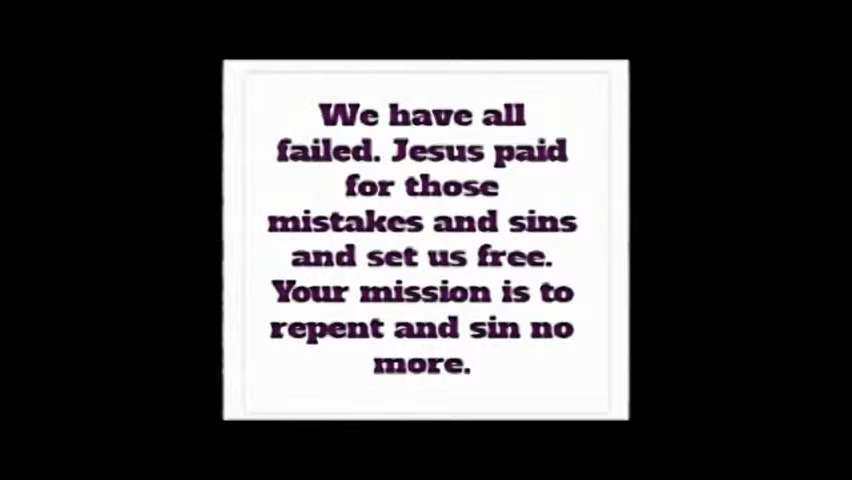 We have all
failed. Jesus paid
for those
mistakes and sins
and set us free.
Your mission is to
repent and sin no
more.